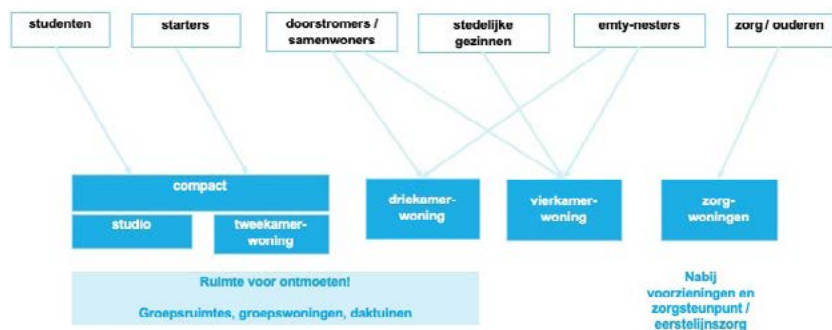 studenten
starters
doorstromers /
samenwoners
stedelijke
gezinnen
emty-nesters
zorg / ouderen
compact
studio
tweekamer-
woning
driekamer-
woning
vierkamer-
woning
zorg-
woningen
Ruimte voor ontmoeten!
Groepsruimtes, groepswoningen, daktuinen
Nabij
voorzieningen en
zorgsteunpunt /
eerstelijnszorg